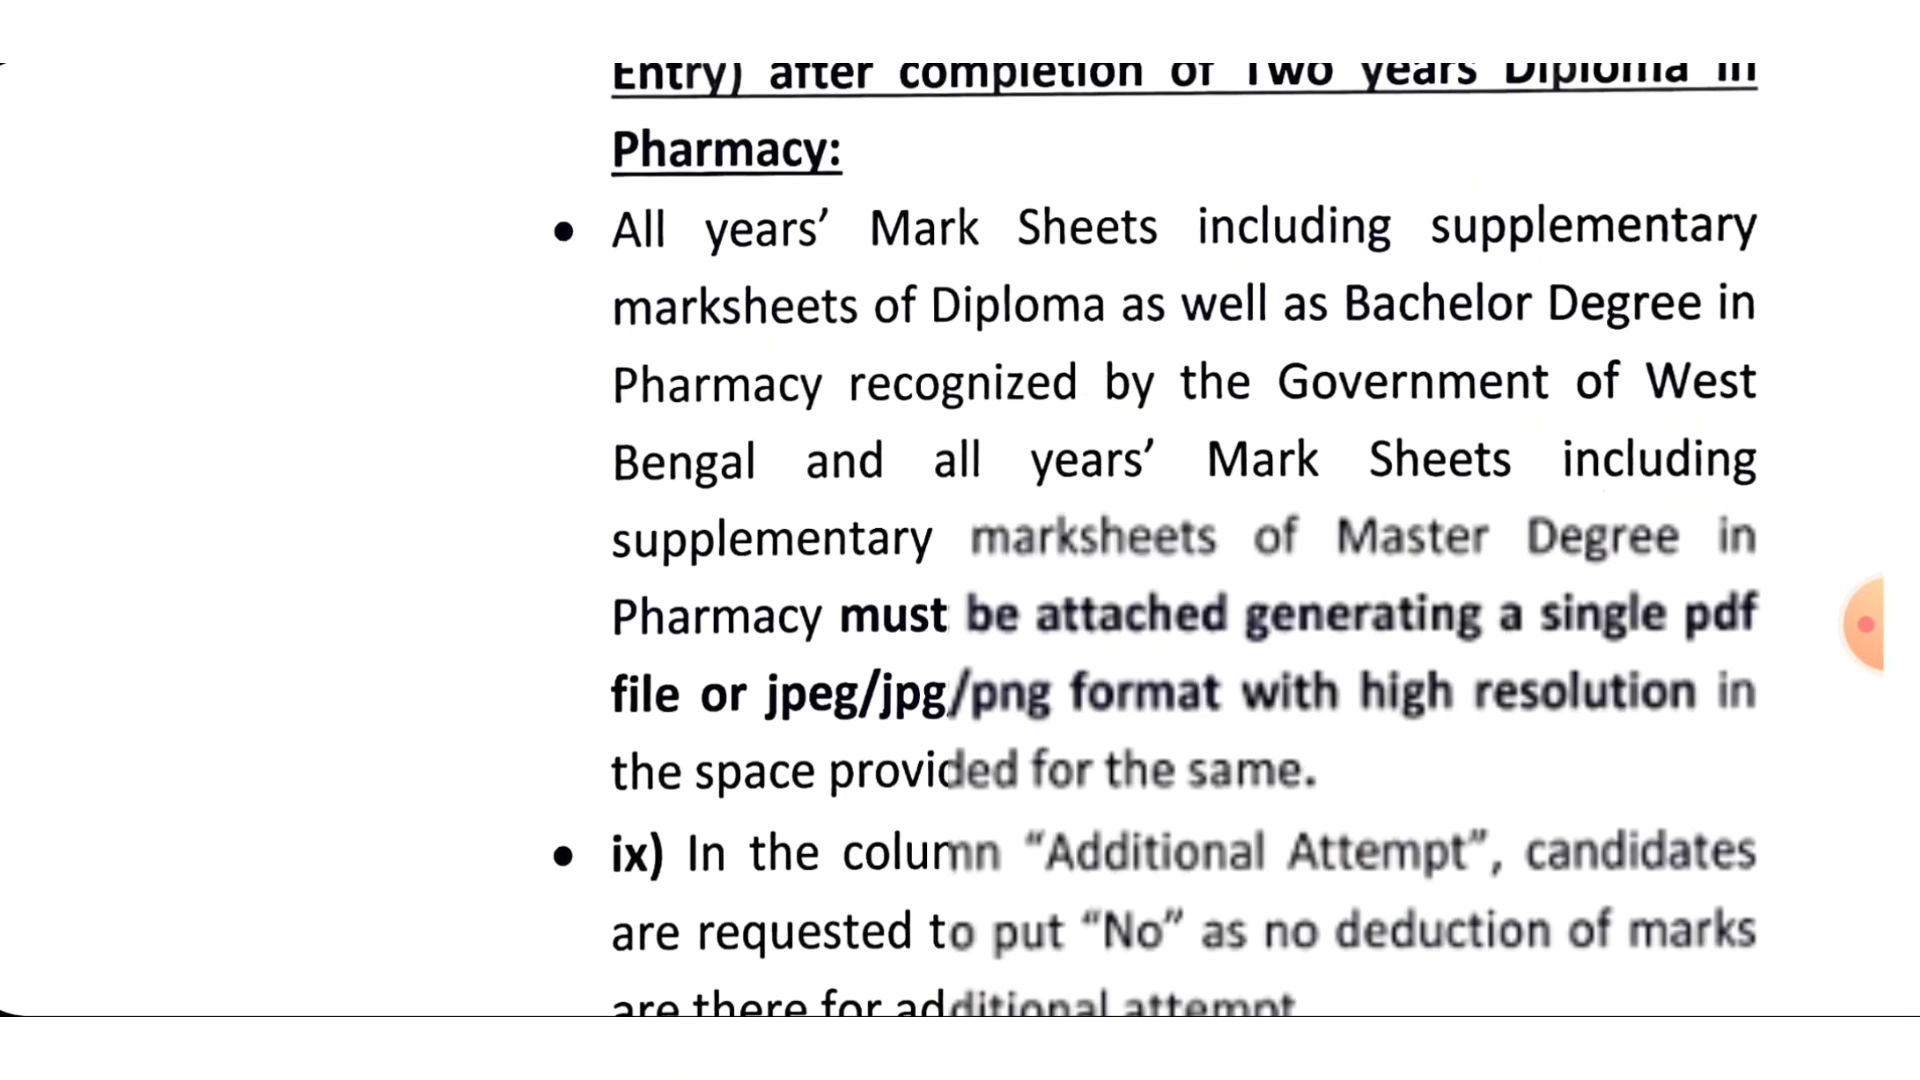 Entry) after completion of Two years Diploma in
Pharmacy:
• All years’ Mark Sheets including supplementary
marksheets of Diploma as well as Bachelor Degree in
Pharmacy recognized by the Government of West
Bengal and all years’ Mark Sheets including
supplementary marksheets of Master Degree in
Pharmacy must be attached generating a single pdf
file or jpeg/jpg/png format with high resolution in
the space provided for the same.
• ix) In the column “Additional Attempt”, candidates
are requested to put “No” as no deduction of marks
are there for additional attempt